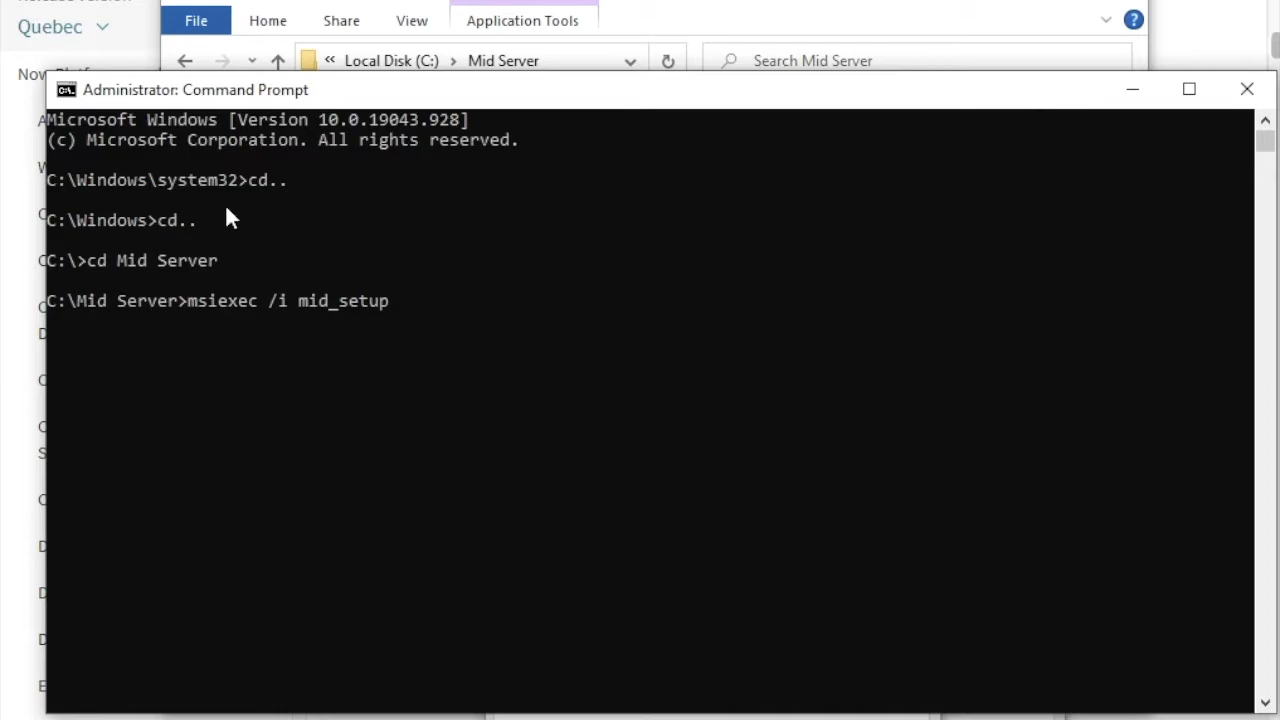 Quebec
File Home Share View Application Tools
« Local Disk (C:) > Mid Server
Search Mid Server
Administrator: Command Prompt
Microsoft Windows [Version 10.0.19043.928]
(c) Microsoft Corporation. All rights reserved.
C:\Windows\system32>cd..
C:\Windows>cd..
C:\>cd Mid Server
C:\Mid Server>msiexec /i mid_setup